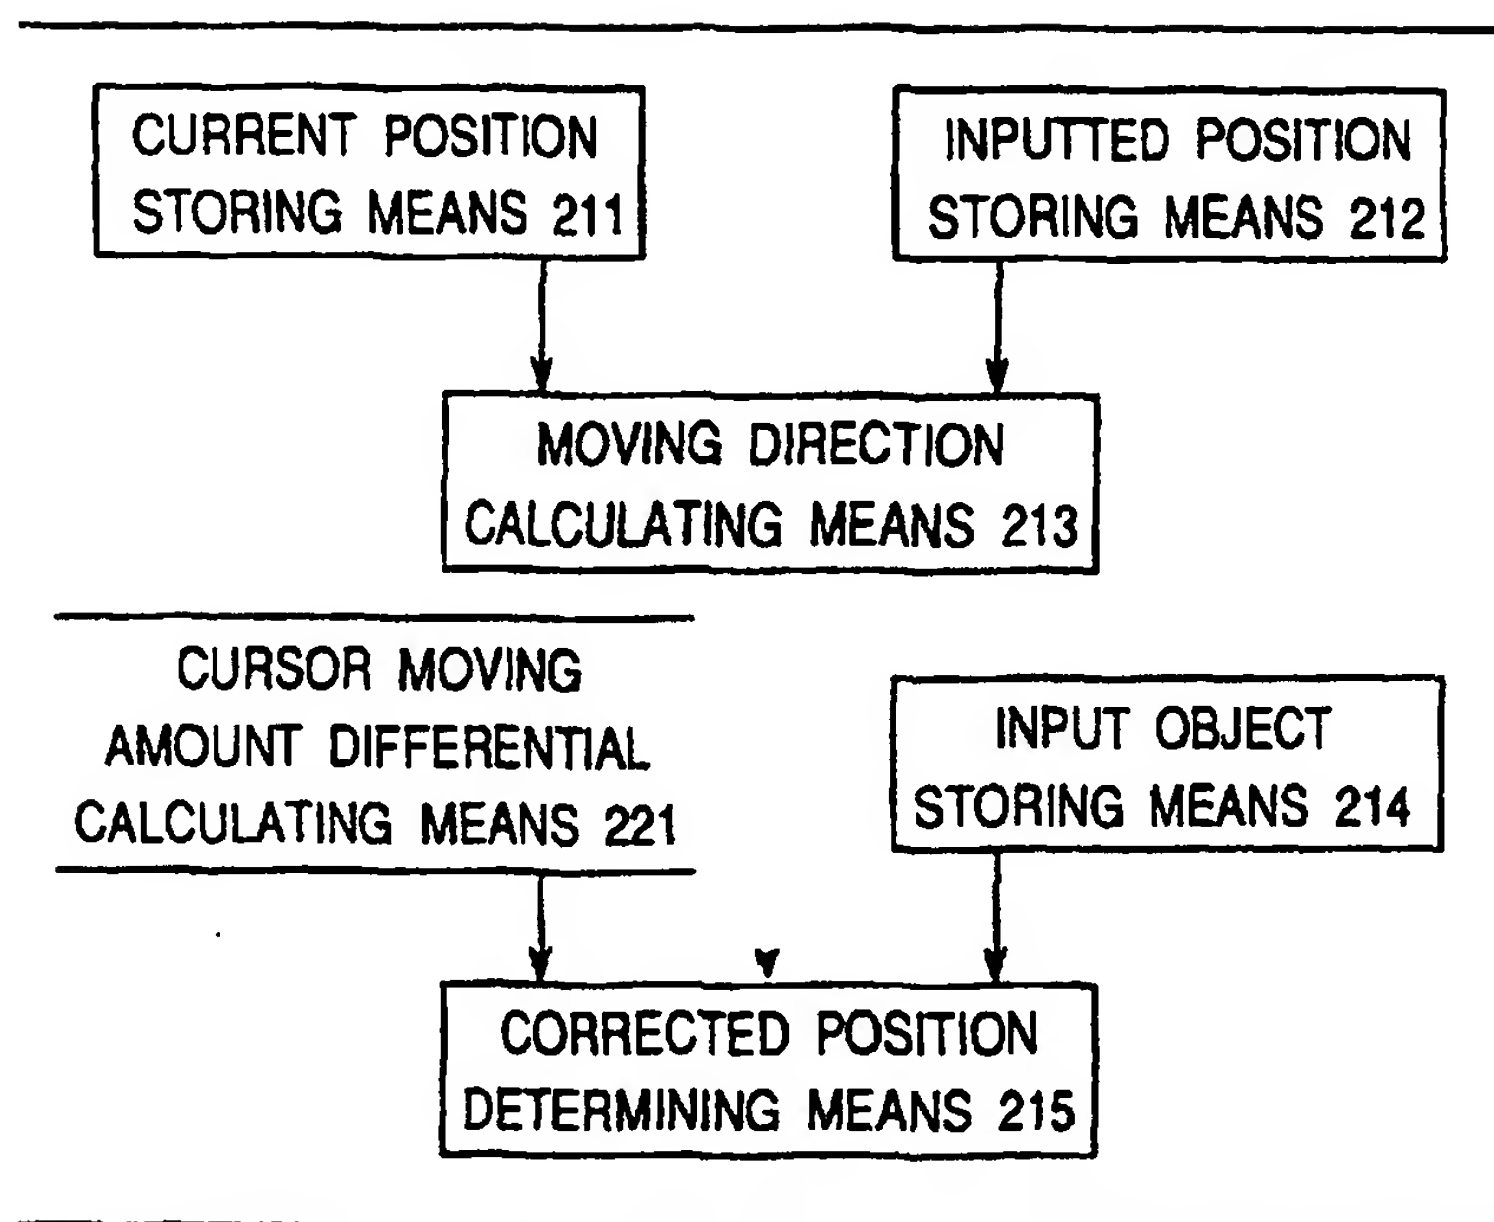 CURRENT POSITION
STORING MEANS 211
INPUTTED POSITION
STORING MEANS 212
MOVING DIRECTION
CALCULATING MEANS 213
CURSOR MOVING
AMOUNT DIFFERENTIAL
CALCULATING MEANS 221
INPUT OBJECT
STORING MEANS 214
CORRECTED POSITION
DETERMINING MEANS 215